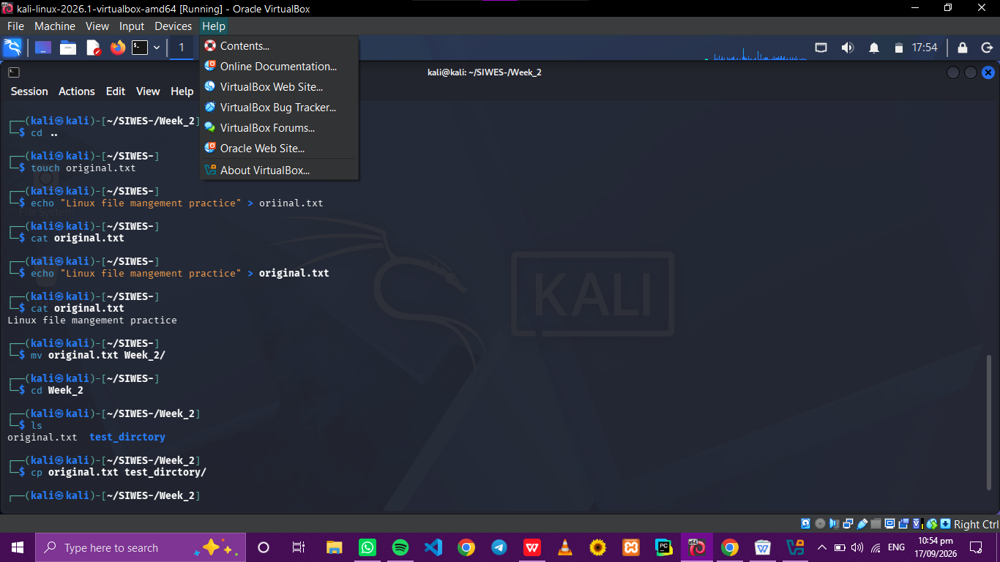 kali-linux-2026.1-virtualbox-amd64 [Running] - Oracle VirtualBox
File Machine View Input Devices Help
1
17:54
Contents...
Online Documentation...
VirtualBox Web Site...
VirtualBox Bug Tracker...
VirtualBox Forums...
Oracle Web Site...
About VirtualBox...
kali@kali: ~/SIWES-/Week_2
Session Actions Edit View Help
┌──(kali㉿kali)-[~/SIWES-/Week_2]
└─$ cd ..
┌──(kali㉿kali)-[~/SIWES-]
└─$ touch original.txt
┌──(kali㉿kali)-[~/SIWES-]
└─$ echo "Linux file mangement practice" > oriinal.txt
┌──(kali㉿kali)-[~/SIWES-]
└─$ cat original.txt
┌──(kali㉿kali)-[~/SIWES-]
└─$ echo "Linux file mangement practice" > original.txt
┌──(kali㉿kali)-[~/SIWES-]
└─$ cat original.txt
Linux file mangement practice
┌──(kali㉿kali)-[~/SIWES-]
└─$ mv original.txt Week_2/
┌──(kali㉿kali)-[~/SIWES-]
└─$ cd Week_2
┌──(kali㉿kali)-[~/SIWES-/Week_2]
└─$ ls
original.txt test_dirctory
┌──(kali㉿kali)-[~/SIWES-/Week_2]
└─$ cp original.txt test_dirctory/
┌──(kali㉿kali)-[~/SIWES-/Week_2]
File System
KALI
Right Ctrl
Type here to search
ENG
10:54 pm
17/09/2026